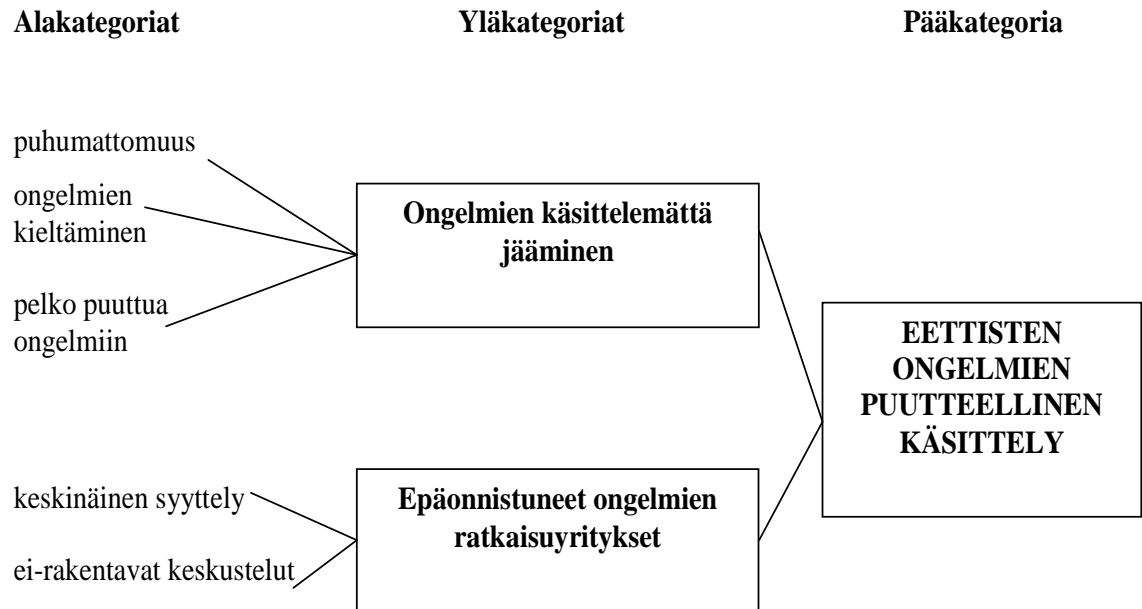 Alakategoriat Yläkategoriat Pääkategoria
puhumattomuus
ongelmien
kieltäminen
pelko puuttua
ongelmiin
Ongelmien käsittelemättä
jääminen
keskinäinen syyttely
ei-rakentavat keskustelut
Epäonnistuneet ongelmien
ratkaisuyritykset
EETTISTEN
ONGELMIEN
PUUTTEELLINEN
KÄSITTELY